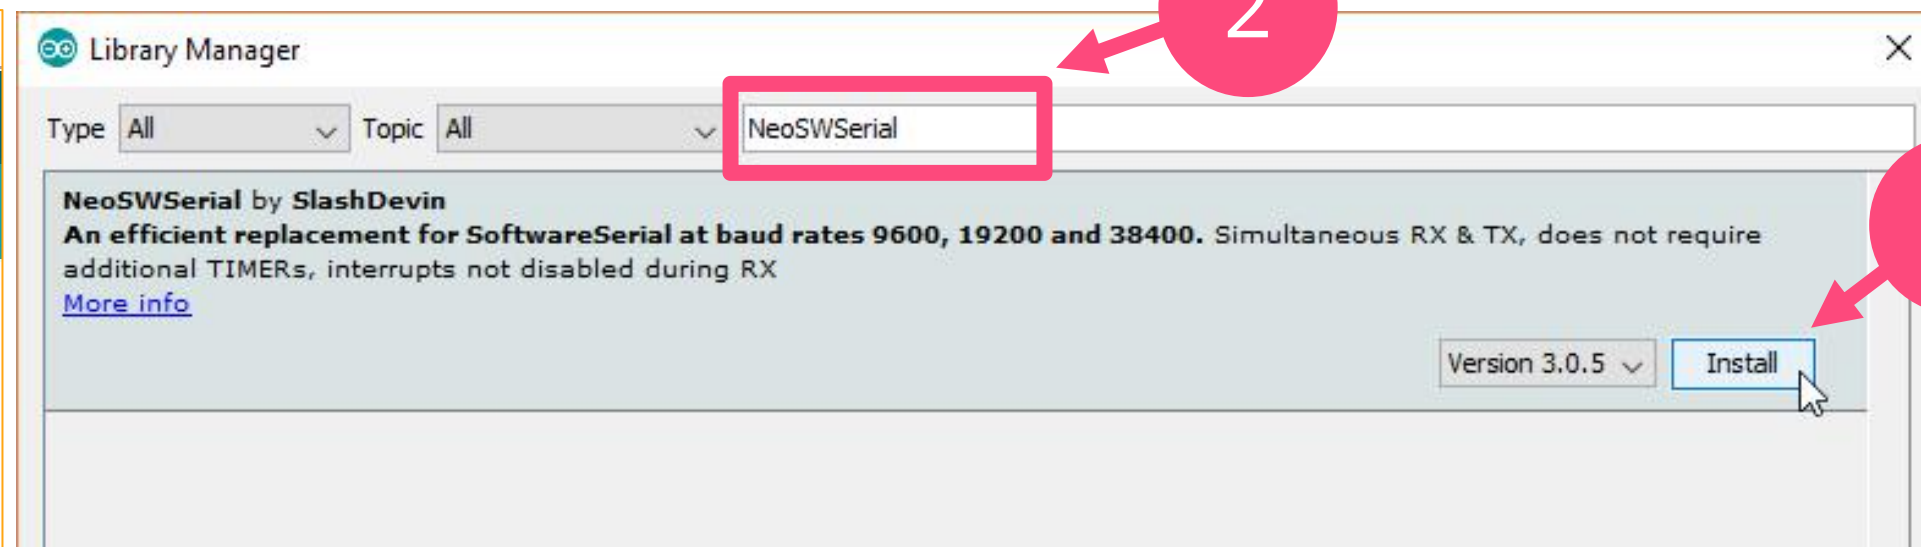 2
Library Manager
Type All Topic All NeoSWSerial
NeoSWSerial by SlashDevin
An efficient replacement for SoftwareSerial at baud rates 9600, 19200 and 38400. Simultaneous RX & TX, does not require
additional TIMERs, interrupts not disabled during RX
More info
Version 3.0.5 Install